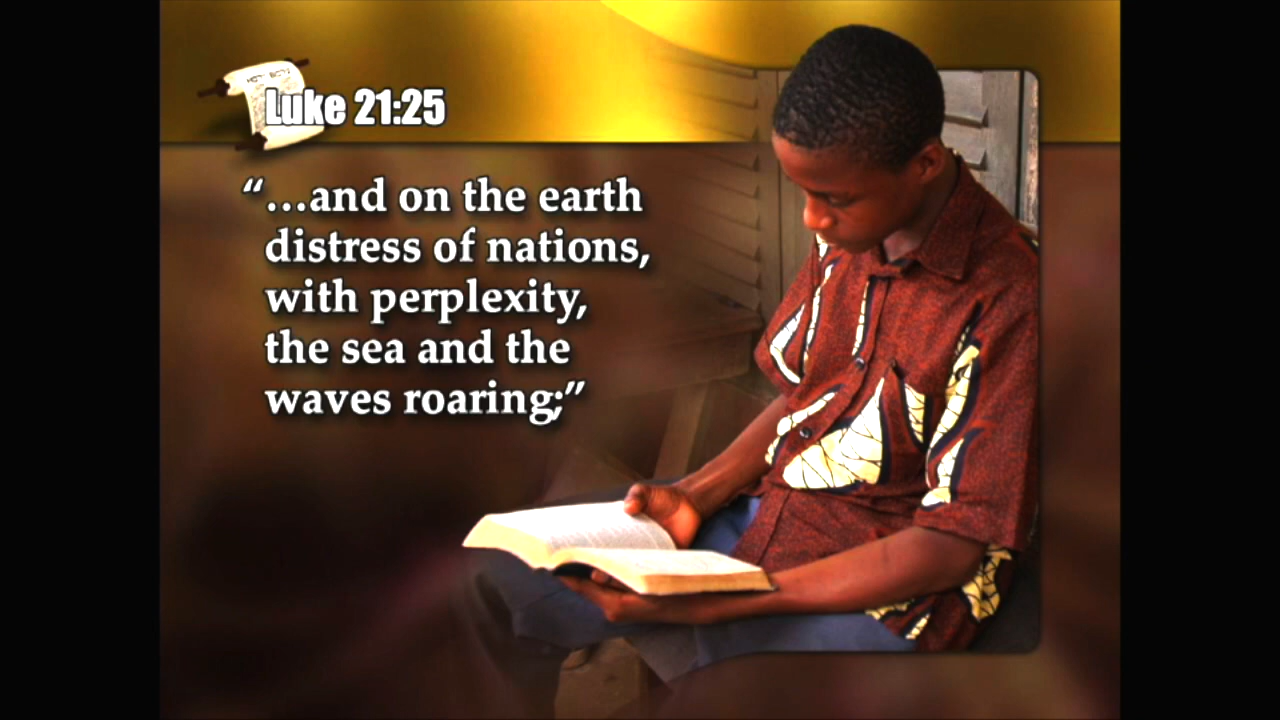 Luke 21:25
“...and on the earth
distress of nations,
with perplexity,
the sea and the
waves roaring;”